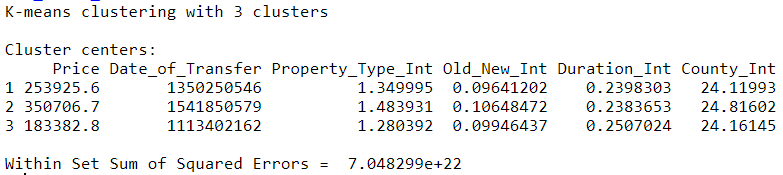 K-means clustering with 3 clusters
Cluster centers:
Price Date_of_Transfer Property_Type_Int Old_New_Int Duration_Int County_Int
1 253925.6 1350250546 1.349995 0.09641202 0.2398303 24.11993
2 350706.7 1541850579 1.483931 0.10648472 0.2383653 24.81602
3 183382.8 1113402162 1.280392 0.09946437 0.2507024 24.16145
Within Set Sum of Squared Errors = 7.048299e+22